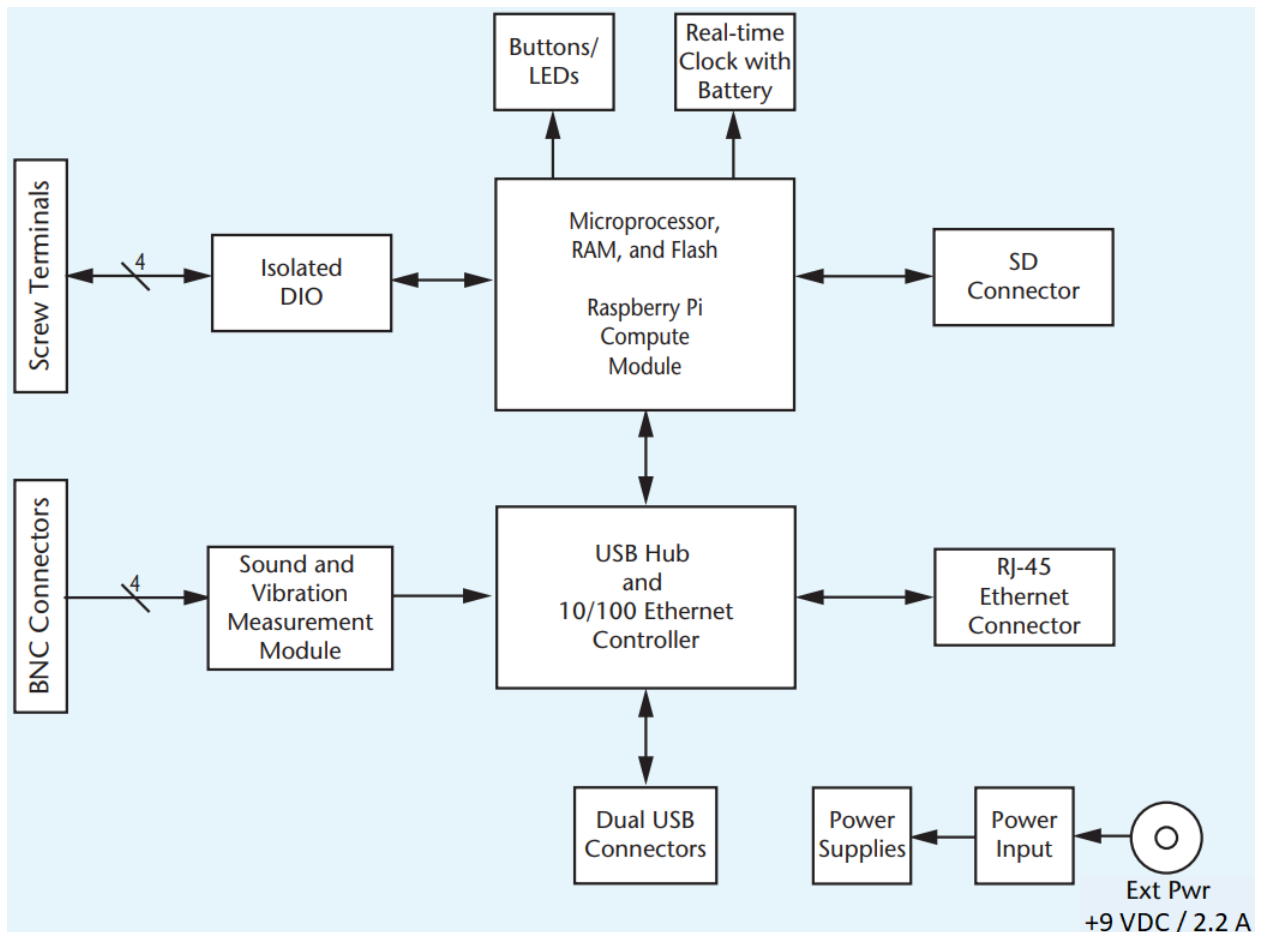 Buttons/
LEDs
Real-time
Clock with
Battery
Screw Terminals
4
Isolated
DIO
Microprocessor,
RAM, and Flash
Raspberry Pi
Compute
Module
SD
Connector
BNC Connectors
4
Sound and
Vibration
Measurement
Module
USB Hub
and
10/100 Ethernet
Controller
RJ-45
Ethernet
Connector
Dual USB
Connectors
Power
Supplies
Power
Input
Ext Pwr
+9 VDC / 2.2 A